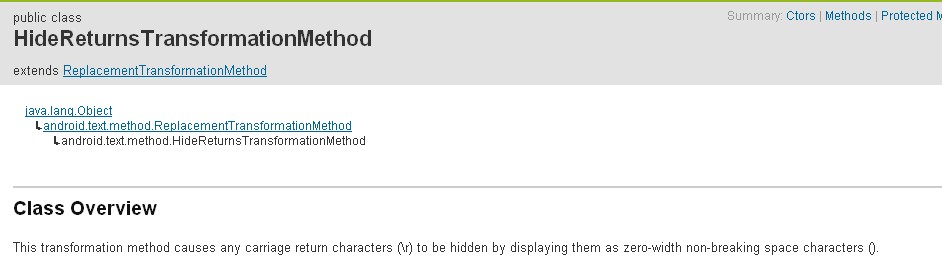 public class
Summary: Ctors | Methods | Protected M
HideReturnsTransformationMethod
extends ReplacementTransformationMethod
java.lang.Object
↳android.text.method.ReplacementTransformationMethod
↳android.text.method.HideReturnsTransformationMethod
Class Overview
This transformation method causes any carriage return characters (\r) to be hidden by displaying them as zero-width non-breaking space characters ().